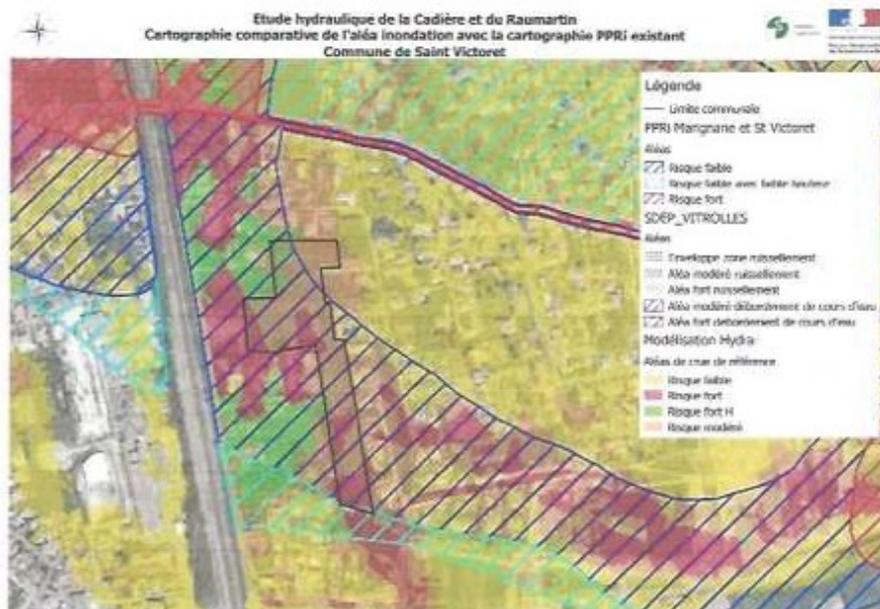 Etude hydraulique de la Cadière et du Raumartin
Cartographie comparative de l'aléa inondation avec la cartographie PPRi existant
Commune de Saint Victoret
Légende
Limite communale
PPRI Marignane et St Victoret
Aléas
Risque faible
Risque faible avec faible hauteur
Risque fort
SDEP_VITROLLES
Aléas
Enveloppe zone ruissellement
Aléa modéré ruissellement
Aléa fort ruissellement
Aléa modéré débordement de cours d'eau
Aléa fort débordement de cours d'eau
Modélisation Hydra
Aléas de crue de référence
Risque faible
Risque fort
Risque fort H
Risque modéré